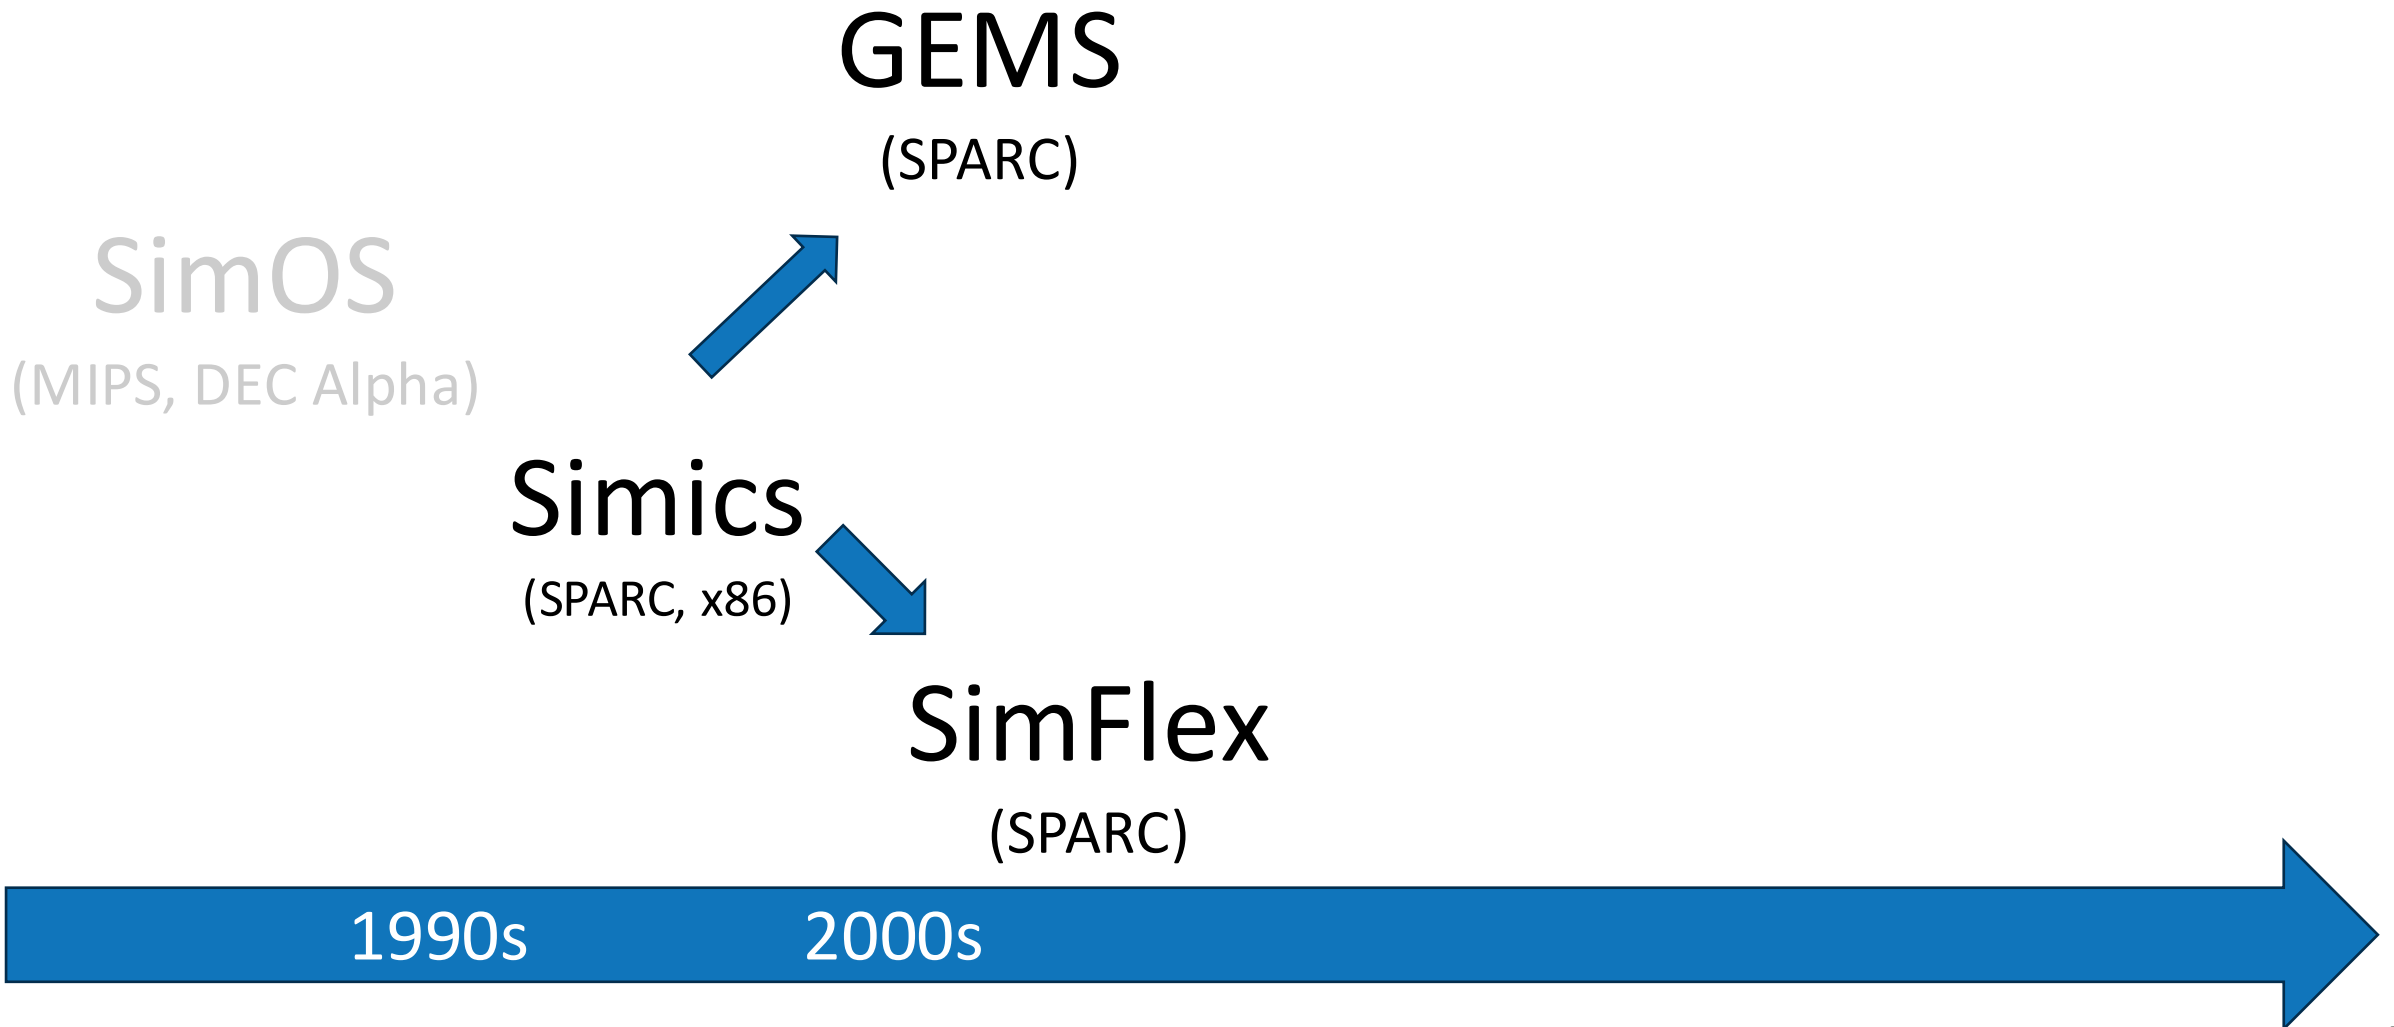 GEMS
(SPARC)
SimOS
(MIPS, DEC Alpha)
Simics
(SPARC, x86)
SimFlex
(SPARC)
1990s
2000s